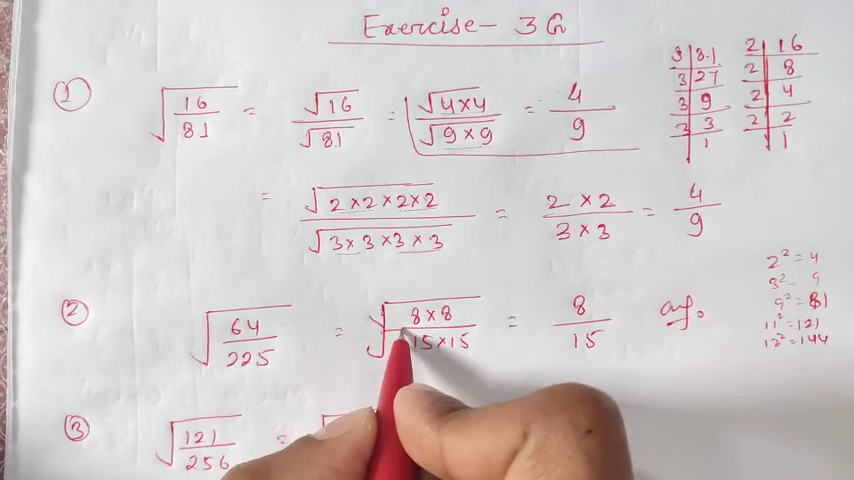 Exercise - 3G
① √(16/81) = √16/√81 = √(4×4)/√(9×9) = 4/9
= √(2×2×2×2)/√(3×3×3×3) = 2×2/3×3 = 4/9
② √(64/225) = √(8×8/15×15) = 8/15 ans.
③ √(121/256) =
3 | 81
3 | 27
3 | 9
3 | 3
1
2 | 16
2 | 8
2 | 4
2 | 2
1
2² = 4
3² = 9
9² = 81
11² = 121
12² = 144